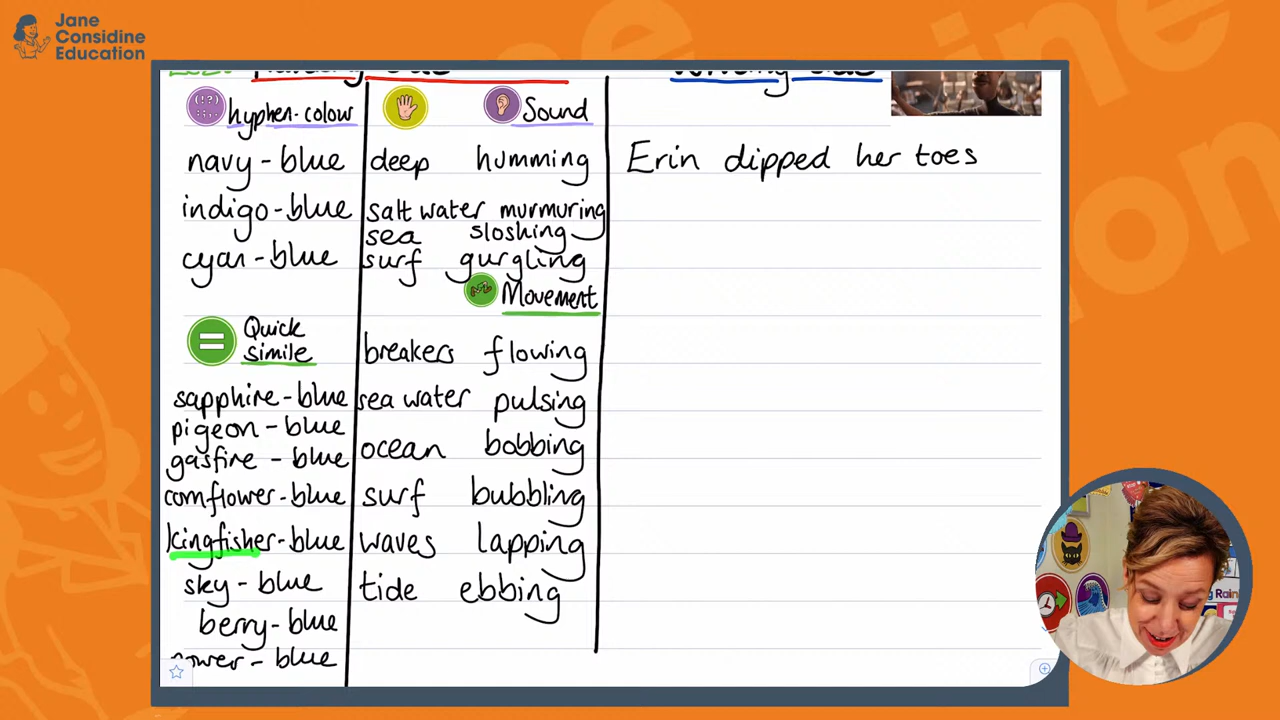 Jane
Considine
Education
hyphen-colour
Sound
navy-blue deep humming
Erin dipped her toes
indigo-blue salt water murmuring
sea sloshing
cyan-blue surf gurgling
Movement
Quick
simile
breakers flowing
sapphire-blue sea water pulsing
pigeon-blue
gasfire-blue ocean bobbing
cornflower-blue surf bubbling
kingfisher-blue waves lapping
sky-blue tide ebbing
berry-blue
blue